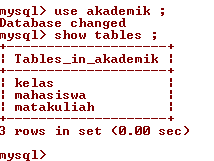 mysql> use akademik ;
Database changed
mysql> show tables ;
+--------------------+
| Tables_in_akademik |
+--------------------+
| kelas              |
| mahasiswa          |
| matakuliah         |
+--------------------+
3 rows in set (0.00 sec)
mysql>